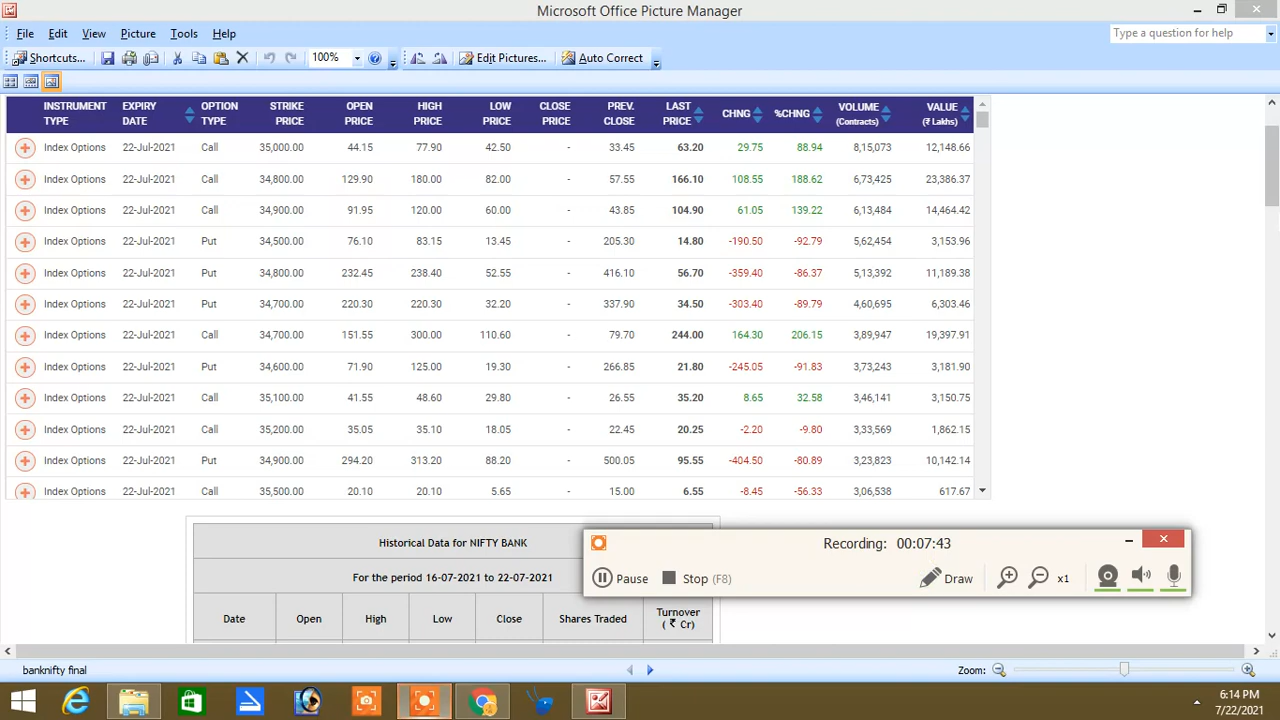 Microsoft Office Picture Manager
File Edit View Picture Tools Help Type a question for help
Shortcuts... 100% Edit Pictures... Auto Correct
INSTRUMENT TYPE EXPIRY DATE OPTION TYPE STRIKE PRICE OPEN PRICE HIGH PRICE LOW PRICE CLOSE PRICE PREV. CLOSE LAST PRICE CHNG %CHNG VOLUME (Contracts) VALUE (₹ Lakhs)
Index Options 22-Jul-2021 Call 35,000.00 44.15 77.90 42.50 - 33.45 63.20 29.75 88.94 8,15,073 12,148.66
Index Options 22-Jul-2021 Call 34,800.00 129.90 180.00 82.00 - 57.55 166.10 108.55 188.62 6,73,425 23,386.37
Index Options 22-Jul-2021 Call 34,900.00 91.95 120.00 60.00 - 43.85 104.90 61.05 139.22 6,13,484 14,464.42
Index Options 22-Jul-2021 Put 34,500.00 76.10 83.15 13.45 - 205.30 14.80 -190.50 -92.79 5,62,454 3,153.96
Index Options 22-Jul-2021 Put 34,800.00 232.45 238.40 52.55 - 416.10 56.70 -359.40 -86.37 5,13,392 11,189.38
Index Options 22-Jul-2021 Put 34,700.00 220.30 220.30 32.20 - 337.90 34.50 -303.40 -89.79 4,60,695 6,303.46
Index Options 22-Jul-2021 Call 34,700.00 151.55 300.00 110.60 - 79.70 244.00 164.30 206.15 3,89,947 19,397.91
Index Options 22-Jul-2021 Put 34,600.00 71.90 125.00 19.30 - 266.85 21.80 -245.05 -91.83 3,73,243 3,181.90
Index Options 22-Jul-2021 Call 35,100.00 41.55 48.60 29.80 - 26.55 35.20 8.65 32.58 3,46,141 3,150.75
Index Options 22-Jul-2021 Call 35,200.00 35.05 35.10 18.05 - 22.45 20.25 -2.20 -9.80 3,33,569 1,862.15
Index Options 22-Jul-2021 Put 34,900.00 294.20 313.20 88.20 - 500.05 95.55 -404.50 -80.89 3,23,823 10,142.14
Index Options 22-Jul-2021 Call 35,500.00 20.10 20.10 5.65 - 15.00 6.55 -8.45 -56.33 3,06,538 617.67
Historical Data for NIFTY BANK
For the period 16-07-2021 to 22-07-2021
Date Open High Low Close Shares Traded Turnover (₹ Cr)
Recording: 00:07:43
Pause Stop (F8) Draw x1
banknifty final Zoom:
6:14 PM
7/22/2021